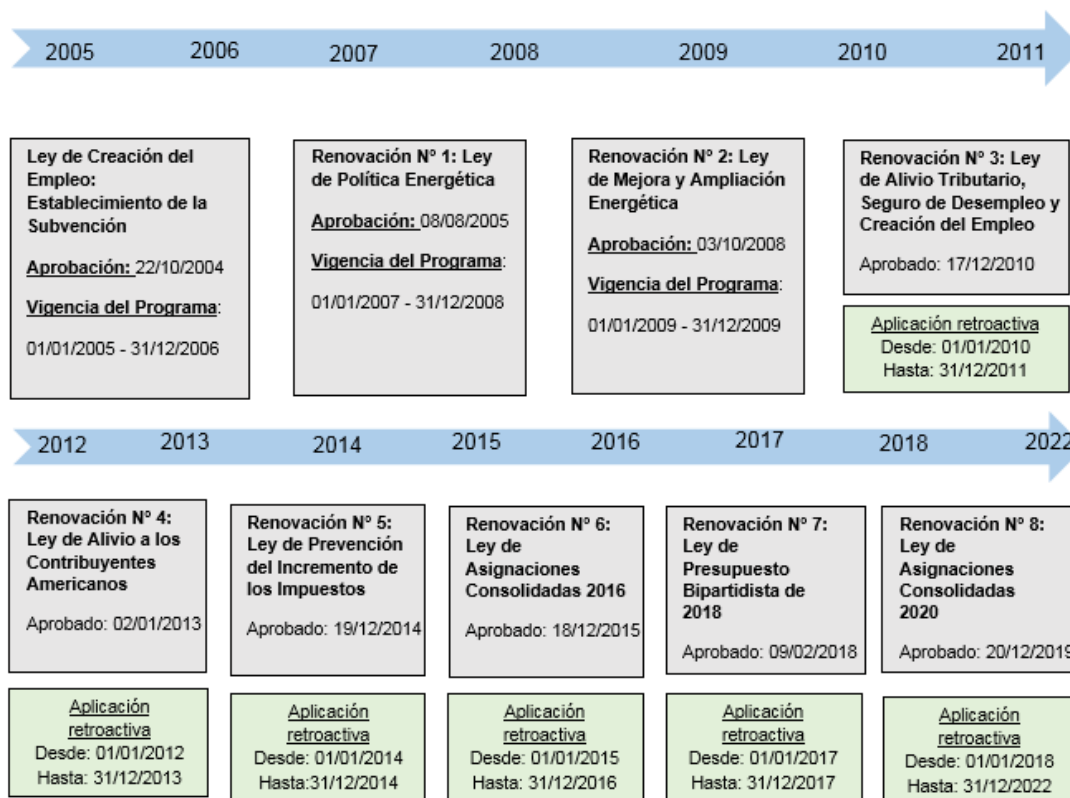 2005 2006 2007 2008 2009 2010 2011
Ley de Creación del
Empleo:
Establecimiento de la
Subvención
Aprobación: 22/10/2004
Vigencia del Programa:
01/01/2005 - 31/12/2006
Renovación Nº 1: Ley
de Política Energética
Aprobación: 08/08/2005
Vigencia del Programa:
01/01/2007 - 31/12/2008
Renovación Nº 2: Ley
de Mejora y Ampliación
Energética
Aprobación: 03/10/2008
Vigencia del Programa:
01/01/2009 - 31/12/2009
Renovación Nº 3: Ley
de Alivio Tributario,
Seguro de Desempleo y
Creación del Empleo
Aprobado: 17/12/2010
Aplicación retroactiva
Desde: 01/01/2010
Hasta: 31/12/2011
2012 2013 2014 2015 2016 2017 2018 2022
Renovación Nº 4:
Ley de Alivio a los
Contribuyentes
Americanos
Aprobado: 02/01/2013
Aplicación
retroactiva
Desde: 01/01/2012
Hasta: 31/12/2013
Renovación Nº 5:
Ley de Prevención
del Incremento de
los Impuestos
Aprobado: 19/12/2014
Aplicación
retroactiva
Desde: 01/01/2014
Hasta:31/12/2014
Renovación Nº 6:
Ley de
Asignaciones
Consolidadas 2016
Aprobado: 18/12/2015
Aplicación
retroactiva
Desde: 01/01/2015
Hasta: 31/12/2016
Renovación Nº 7:
Ley de
Presupuesto
Bipartidista de
2018
Aprobado: 09/02/2018
Aplicación
retroactiva
Desde: 01/01/2017
Hasta: 31/12/2017
Renovación Nº 8:
Ley de
Asignaciones
Consolidadas
2020
Aprobado: 20/12/2019
Aplicación
retroactiva
Desde: 01/01/2018
Hasta: 31/12/2022